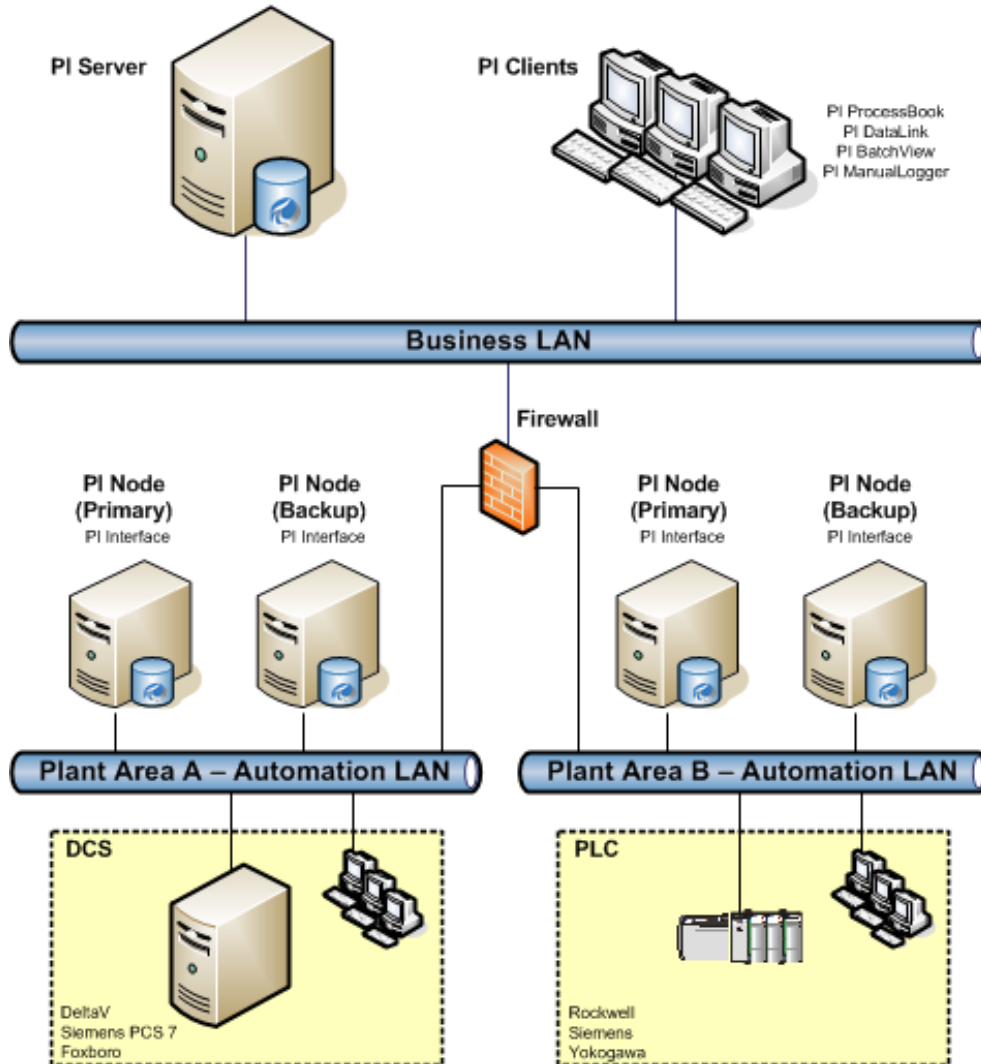 PI Server
PI Clients
PI ProcessBook
PI DataLink
PI BatchView
PI ManualLogger
Business LAN
Firewall
PI Node
(Primary)
PI Interface
PI Node
(Backup)
PI Interface
PI Node
(Primary)
PI Interface
PI Node
(Backup)
PI Interface
Plant Area A – Automation LAN
Plant Area B – Automation LAN
DCS
DeltaV
Siemens PCS 7
Foxboro
PLC
Rockwell
Siemens
Yokogawa